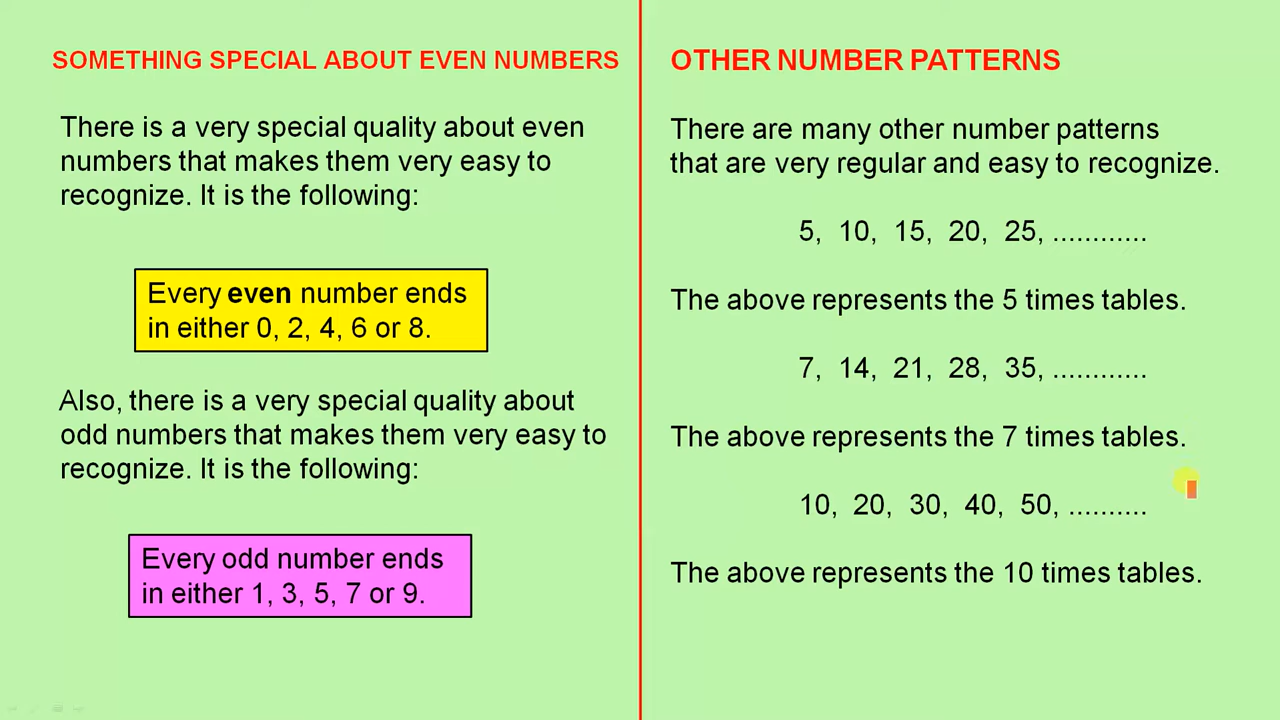 SOMETHING SPECIAL ABOUT EVEN NUMBERS
There is a very special quality about even
numbers that makes them very easy to
recognize. It is the following:
Every even number ends
in either 0, 2, 4, 6 or 8.
Also, there is a very special quality about
odd numbers that makes them very easy to
recognize. It is the following:
Every odd number ends
in either 1, 3, 5, 7 or 9.
OTHER NUMBER PATTERNS
There are many other number patterns
that are very regular and easy to recognize.
5, 10, 15, 20, 25, ............
The above represents the 5 times tables.
7, 14, 21, 28, 35, ............
The above represents the 7 times tables.
10, 20, 30, 40, 50, ..........
The above represents the 10 times tables.